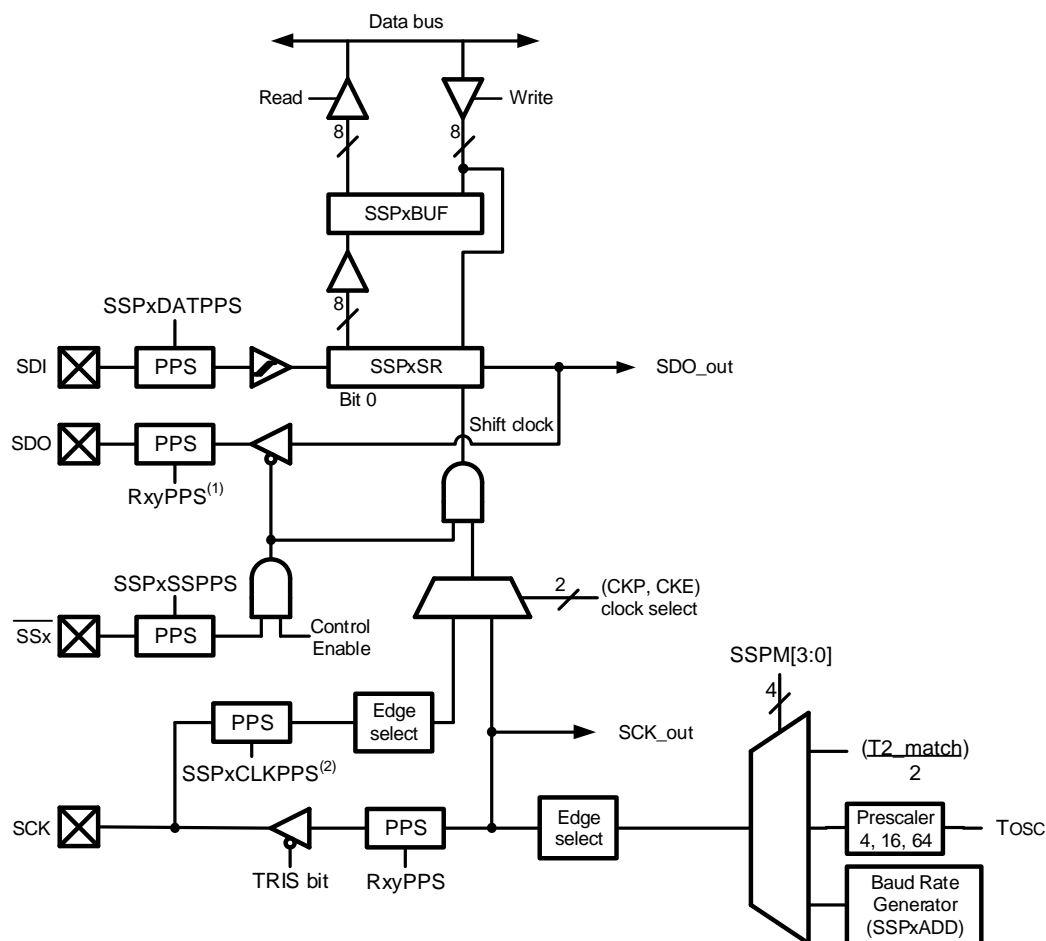 Data bus
Read
Write
8
8
SSPxBUF
8
SSPxDATPPS
SDI
PPS
SSPxSR
SDO_out
Bit 0
Shift clock
SDO
PPS
RxyPPS(1)
SSPxSSPPS
2
(CKP, CKE)
clock select
SSx
PPS
Control
Enable
SSPM[3:0]
4
PPS
Edge
select
SCK_out
(T2_match)
2
SSPxCLKPPS(2)
SCK
PPS
Edge
select
Prescaler
4, 16, 64
TOSC
TRIS bit
RxyPPS
Baud Rate
Generator
(SSPxADD)